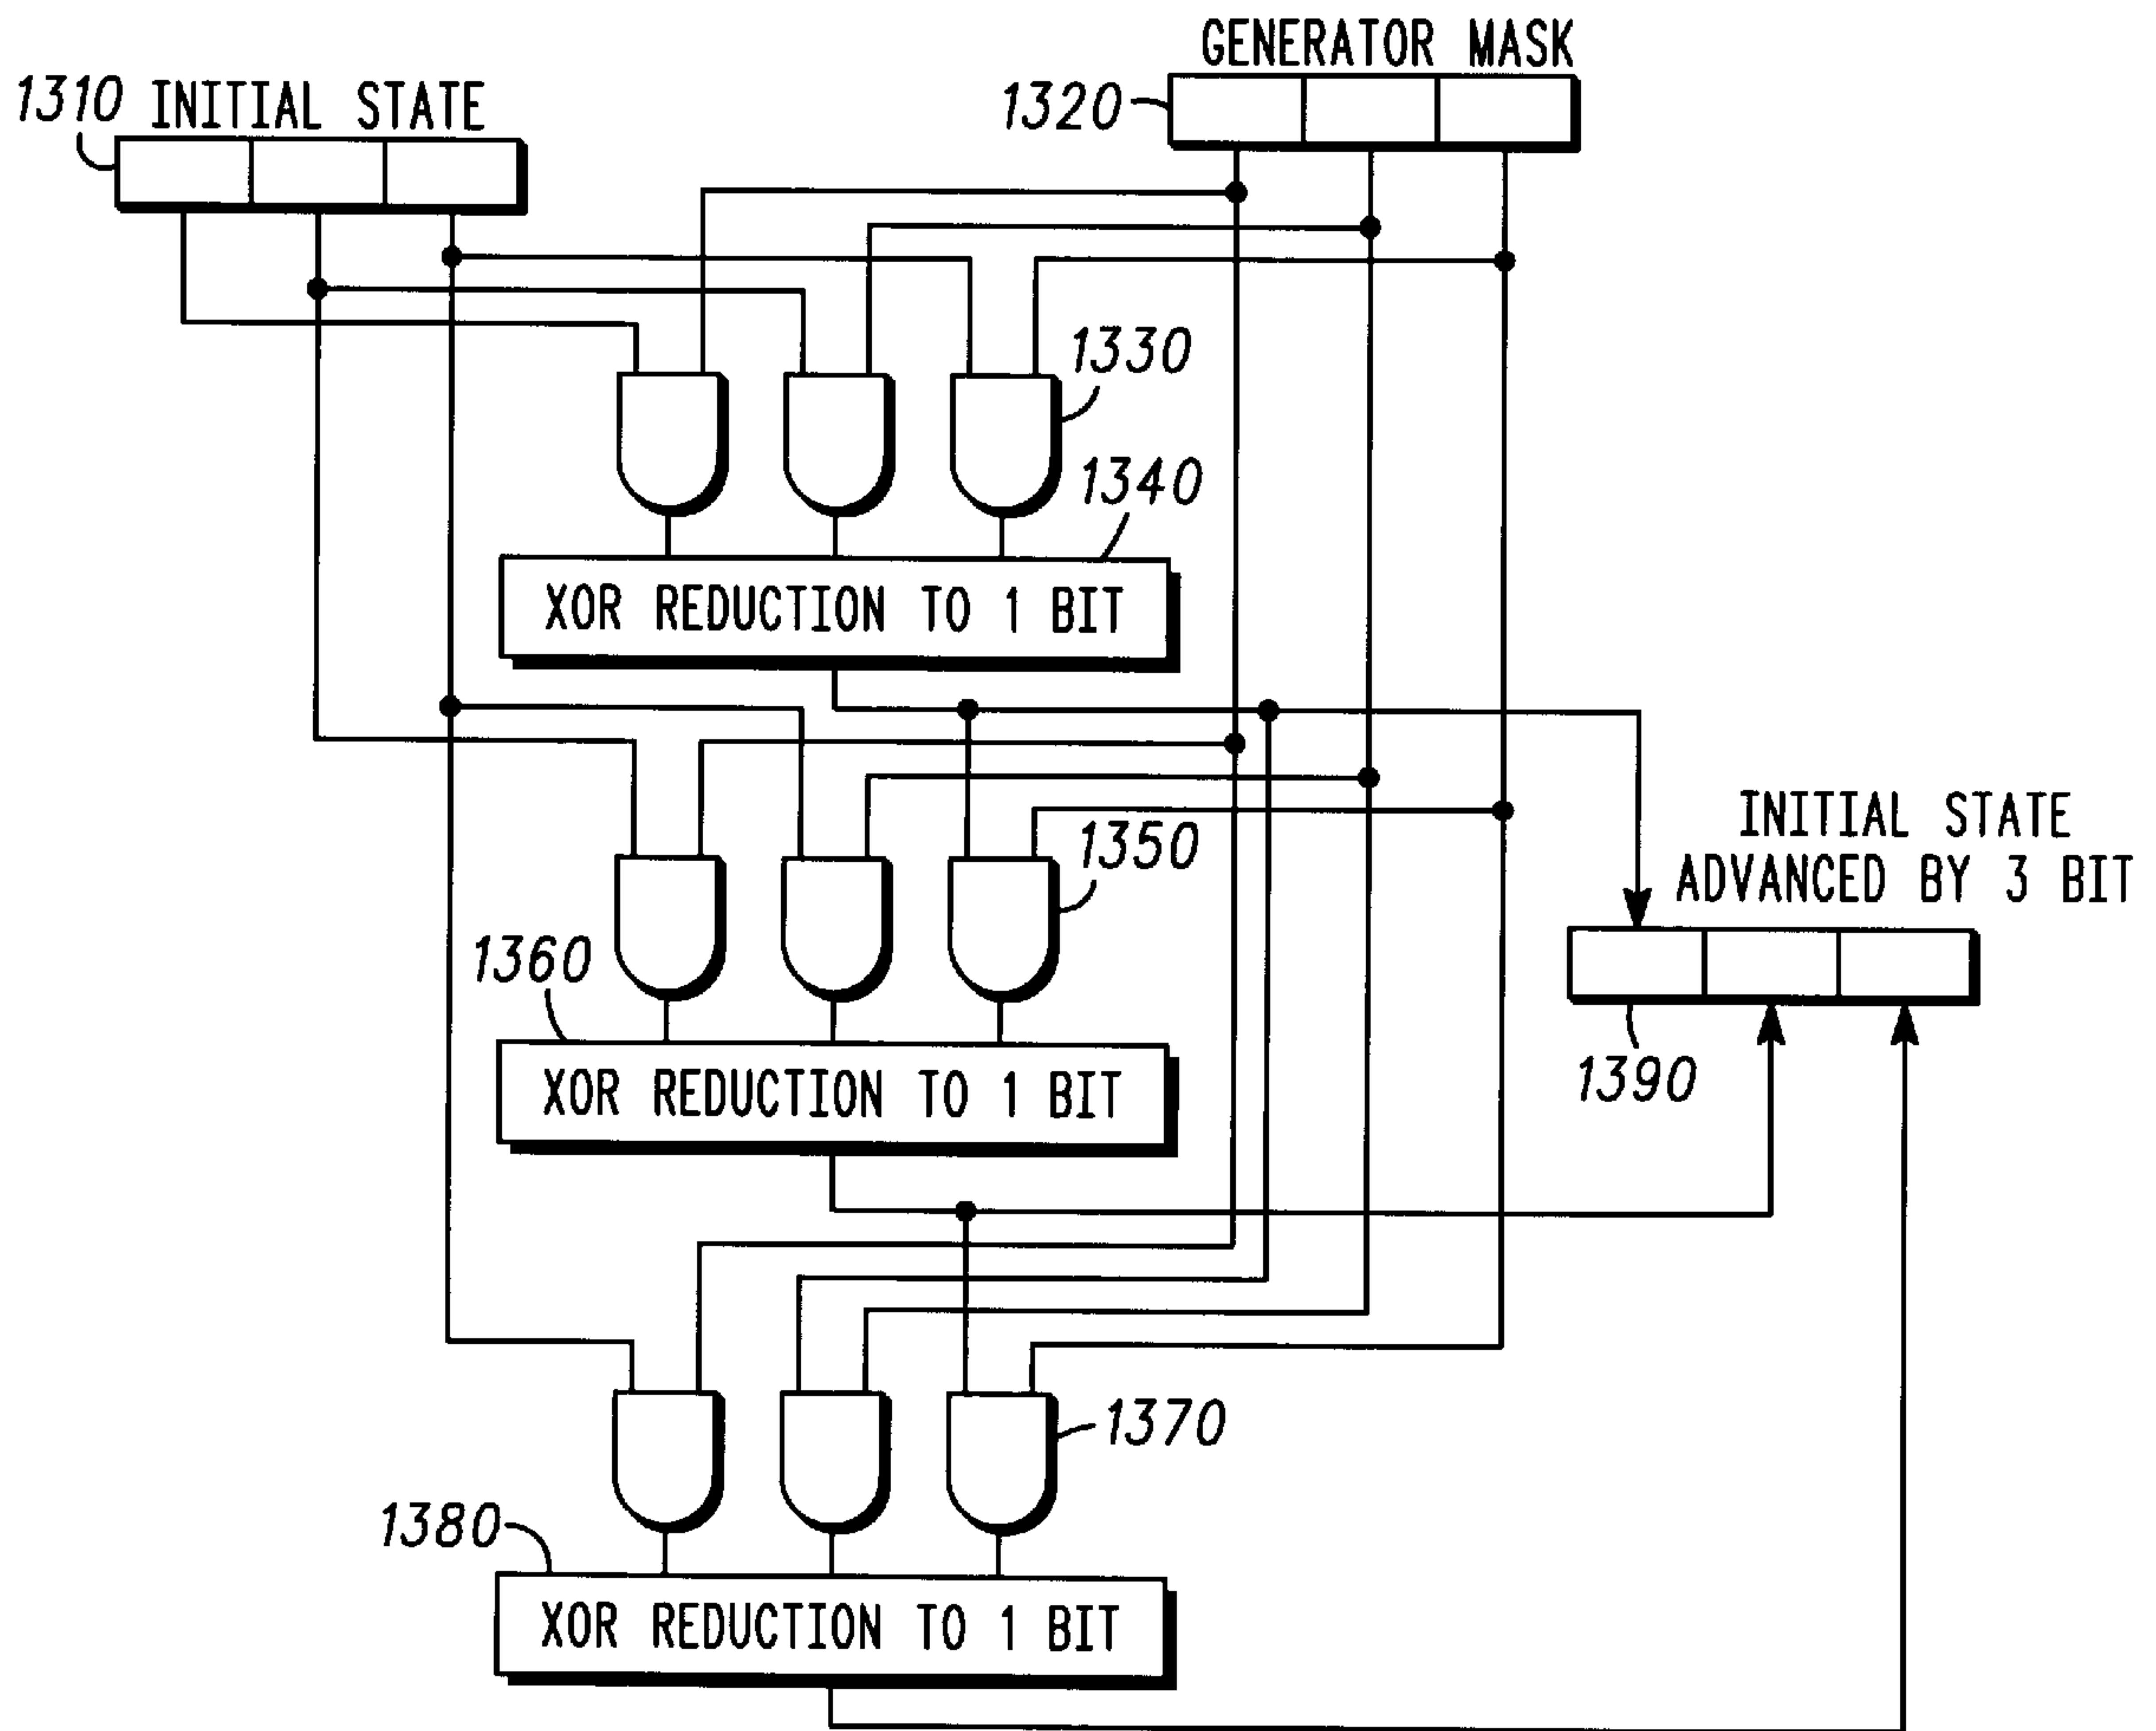 GENERATOR MASK
1310 INITIAL STATE
1320
1330
1340
XOR REDUCTION TO 1 BIT
1350
INITIAL STATE
ADVANCED BY 3 BIT
1360
XOR REDUCTION TO 1 BIT
1390
1370
1380
XOR REDUCTION TO 1 BIT